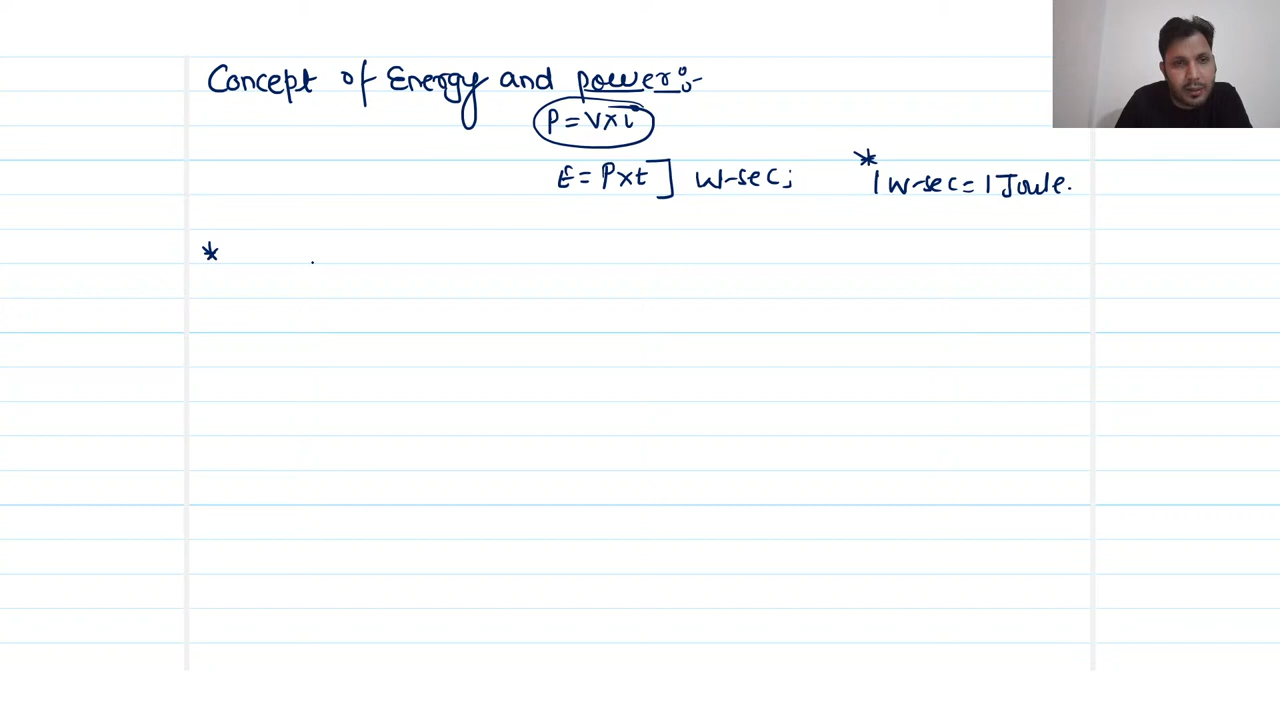 Concept of Energy and power:-
P = V×i
E = P×t ] W-sec;
* 1 W-sec = 1 Joule.
*